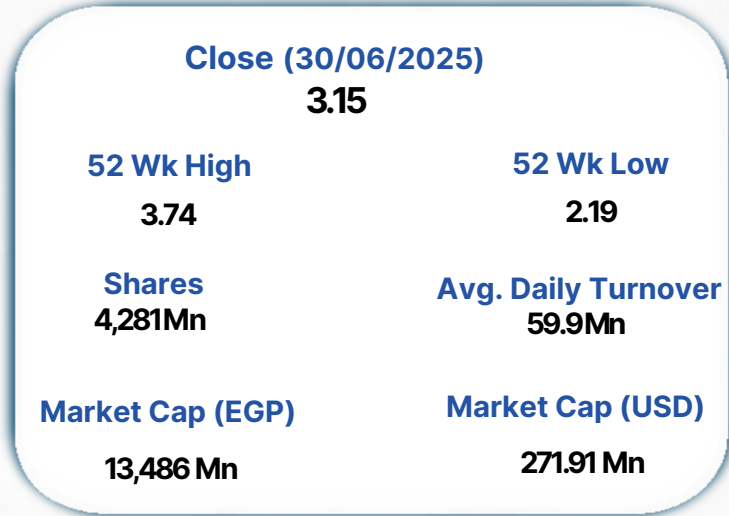 Close (30/06/2025)
3.15
52 Wk High
52 Wk Low
3.74
2.19
Shares
Avg. Daily Turnover
4,281Mn
59.9Mn
Market Cap (EGP)
Market Cap (USD)
13,486 Mn
271.91 Mn